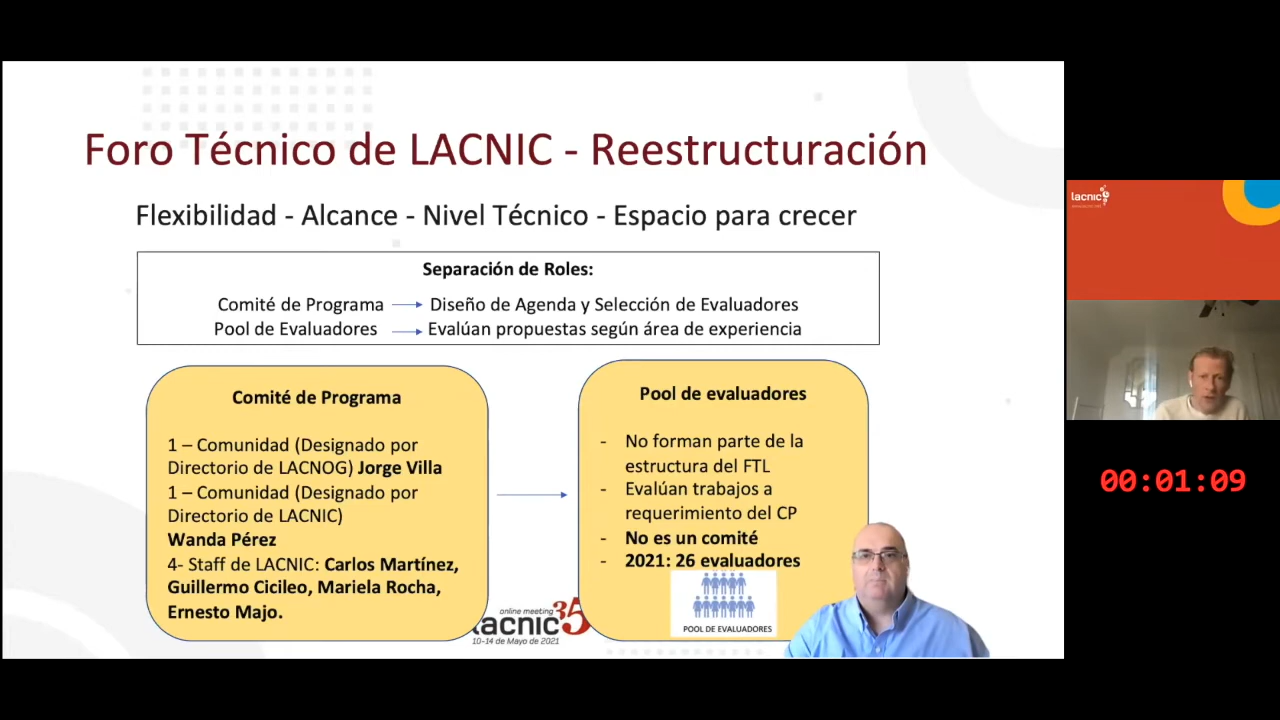 Foro Técnico de LACNIC - Reestructuración
Flexibilidad - Alcance - Nivel Técnico - Espacio para crecer
Separación de Roles:
Comité de Programa
Diseño de Agenda y Selección de Evaluadores
Pool de Evaluadores
Evalúan propuestas según área de experiencia
Comité de Programa
1 – Comunidad (Designado por
Directorio de LACNOG) Jorge Villa
1 – Comunidad (Designado por
Directorio de LACNIC)
Wanda Pérez
4- Staff de LACNIC: Carlos Martínez,
Guillermo Cicileo, Mariela Rocha,
Ernesto Majo.
Pool de evaluadores
- No forman parte de la
estructura del FTL
- Evalúan trabajos a
requerimiento del CP
- No es un comité
- 2021: 26 evaluadores
POOL DE EVALUADORES
online meeting
lacnic 35
10-14 de Mayo de 2021
lacnic
00:01:09